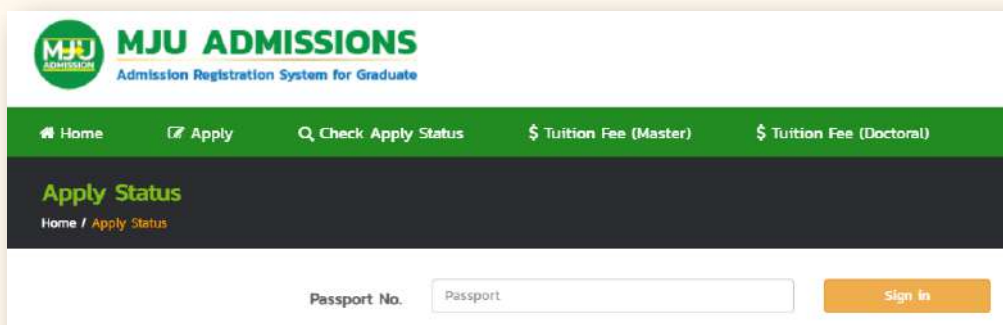 MJU
ADMISSION
MJU ADMISSIONS
Admission Registration System for Graduate
Home Apply Check Apply Status $ Tuition Fee (Master) $ Tuition Fee (Doctoral)
Apply Status
Home / Apply Status
Passport No. Passport Sign in